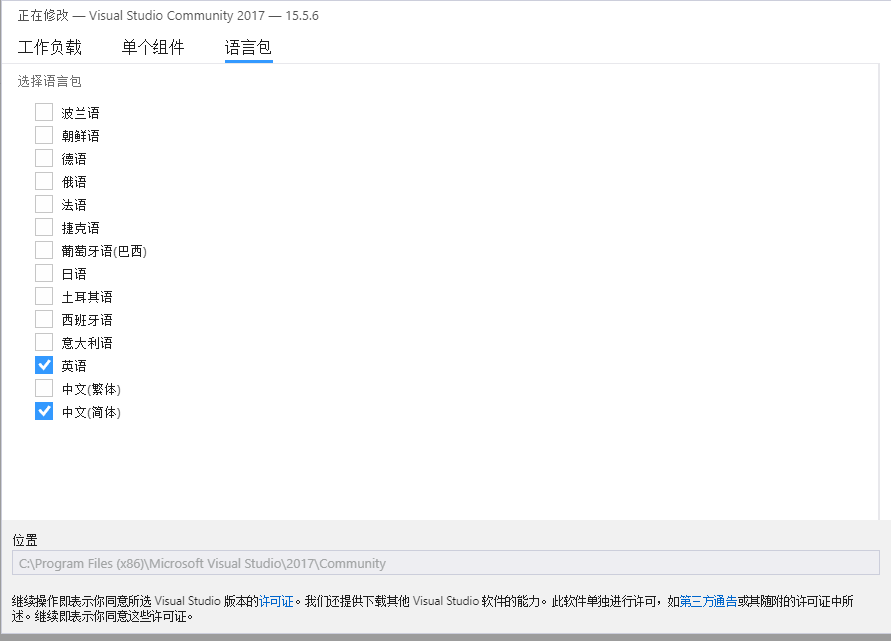 正在修改 — Visual Studio Community 2017 — 15.5.6
工作负载 单个组件 语言包
选择语言包
波兰语
朝鲜语
德语
俄语
法语
捷克语
葡萄牙语(巴西)
日语
土耳其语
西班牙语
意大利语
英语
中文(繁体)
中文(简体)
位置
C:\Program Files (x86)\Microsoft Visual Studio\2017\Community
继续操作即表示你同意所选 Visual Studio 版本的许可证。我们还提供下载其他 Visual Studio 软件的能力。此软件单独进行许可，如第三方通告或其随附的许可证中所
述。继续即表示你同意这些许可证。